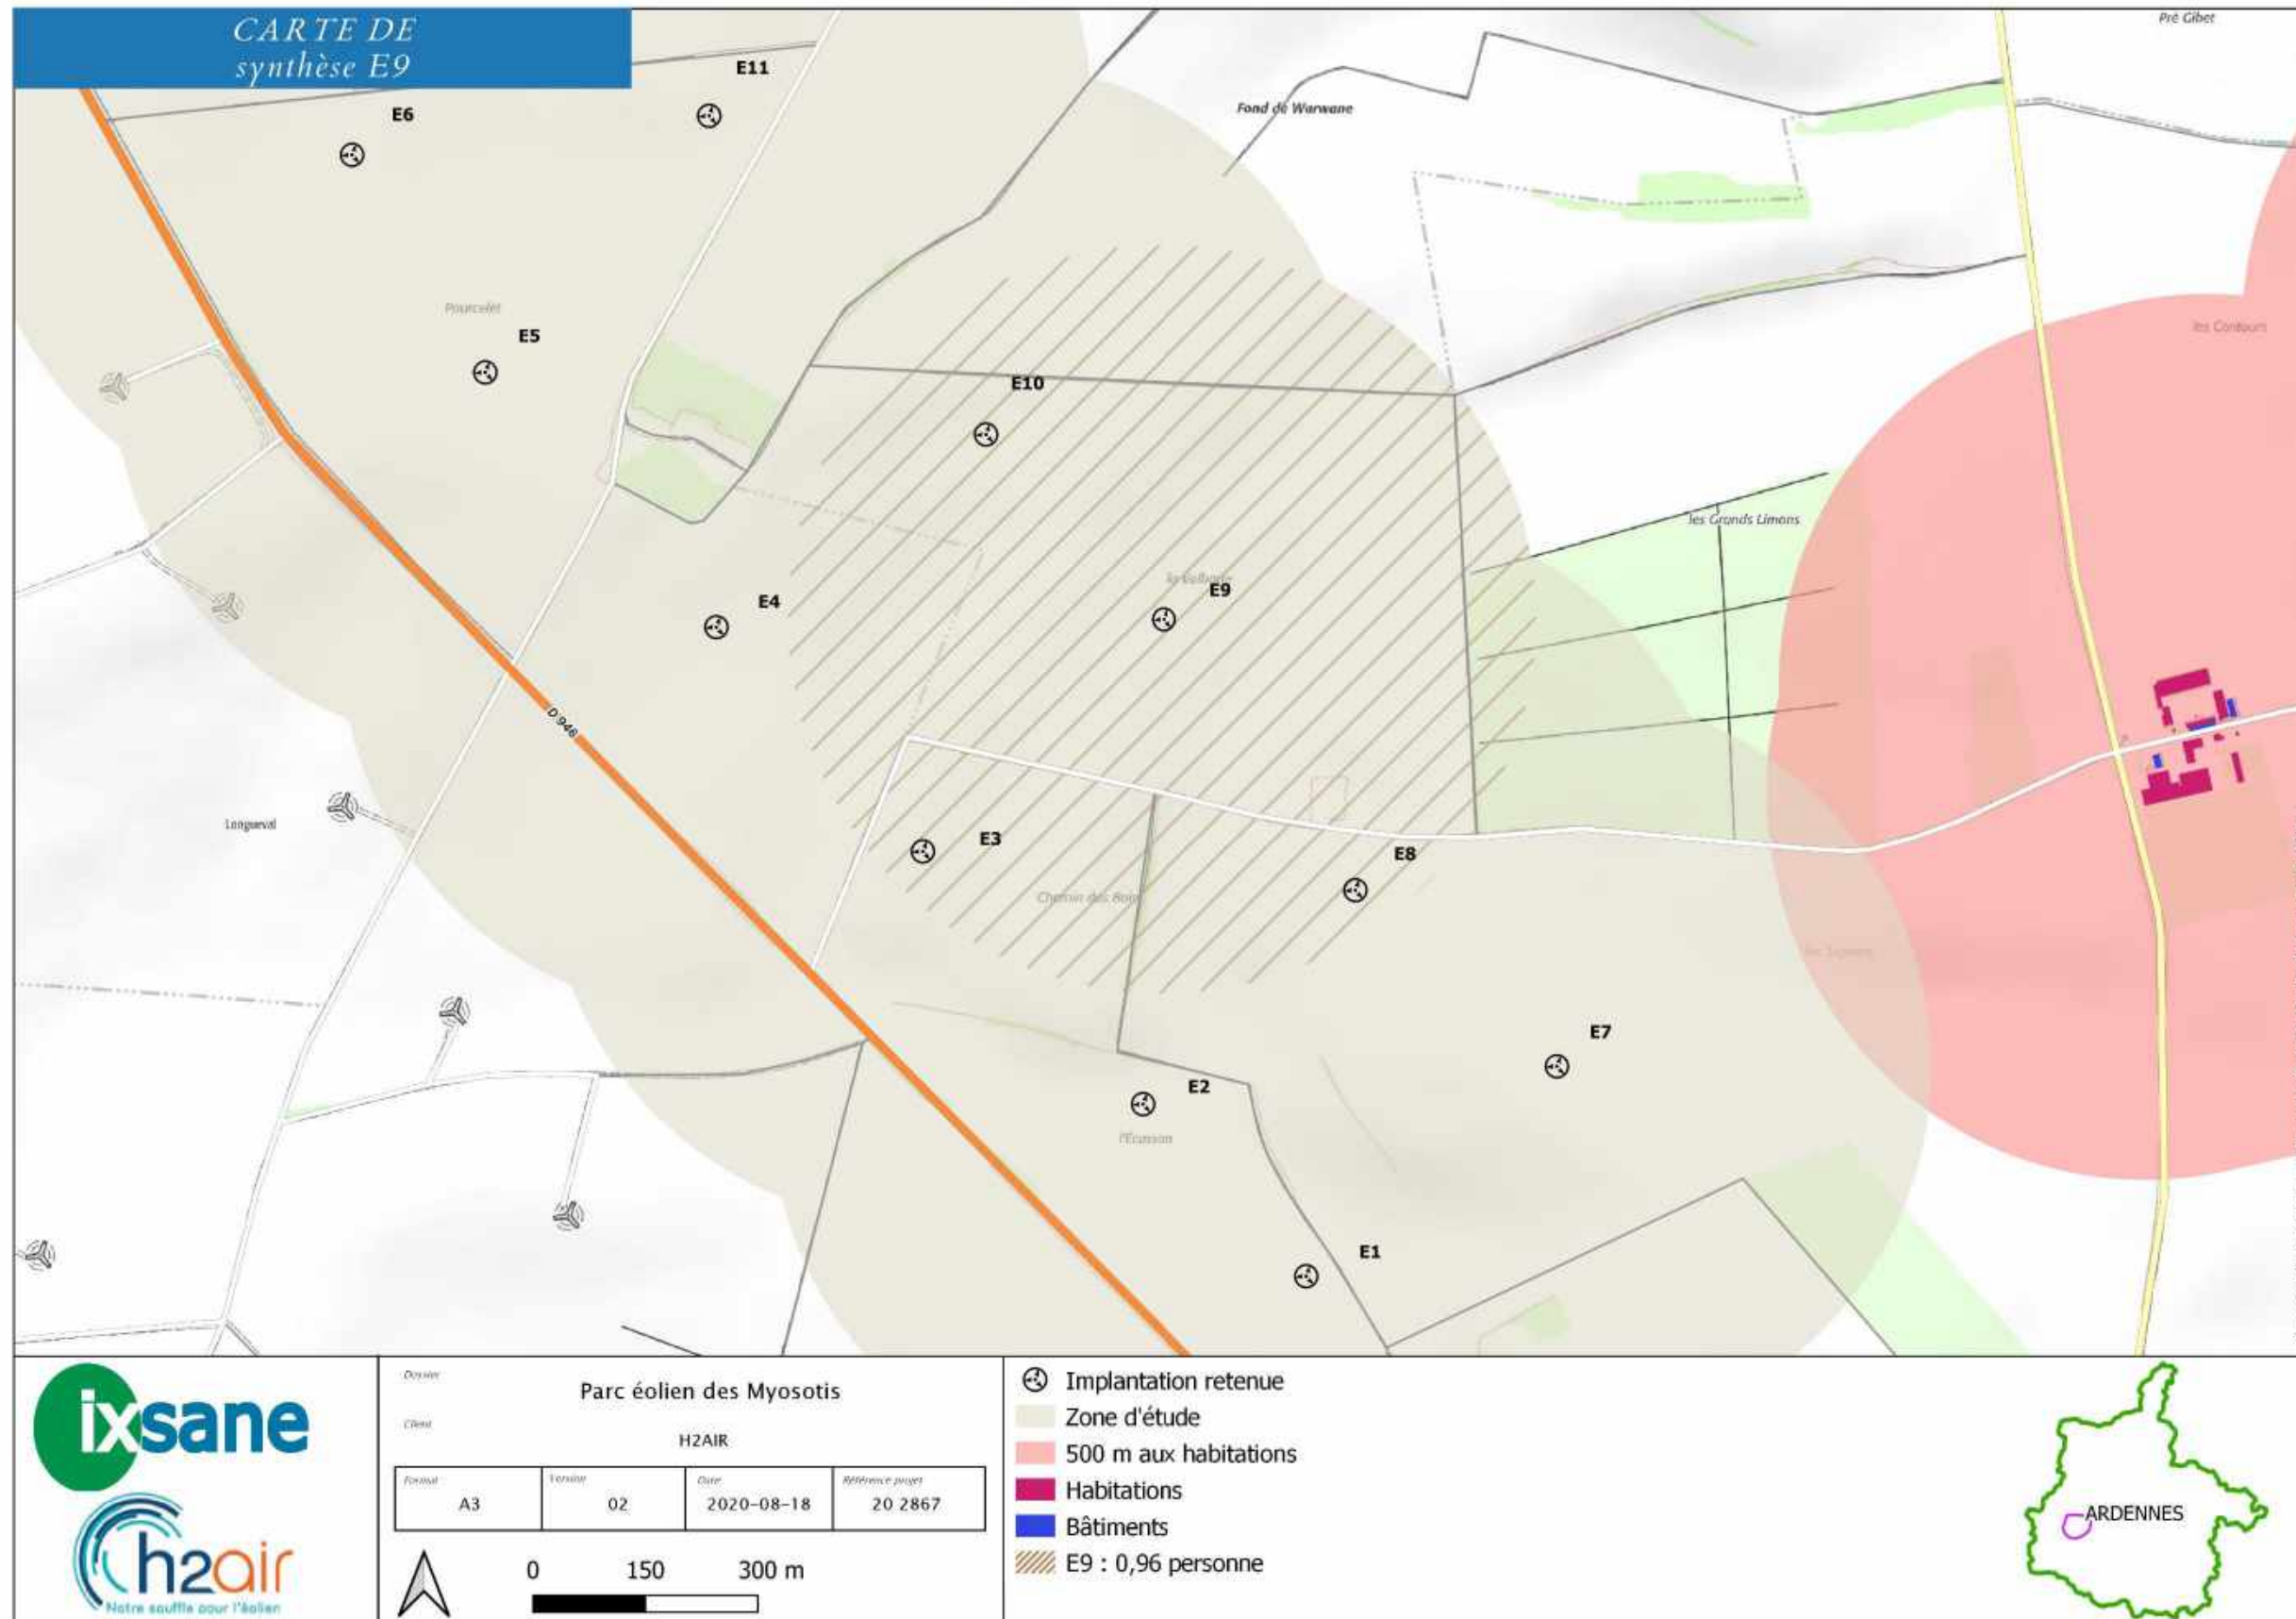 CARTE DE
synthèse E9
Pré Gibet
E11
Fond de Warwane
E6
Pourcelet
E5
les Contours
E10
les Grands Limons
E9
E4
D 946
Longueval
E3
E8
Chemin des Bois
E7
E2
l'Écusson
E1
ixsane
h2air
Notre souffle pour l'éolien
Dossier
Parc éolien des Myosotis
Client
H2AIR
Format
A3
Version
02
Date
2020-08-18
Référence projet
20 2867
0 150 300 m
Implantation retenue
Zone d'étude
500 m aux habitations
Habitations
Bâtiments
E9 : 0,96 personne
ARDENNES